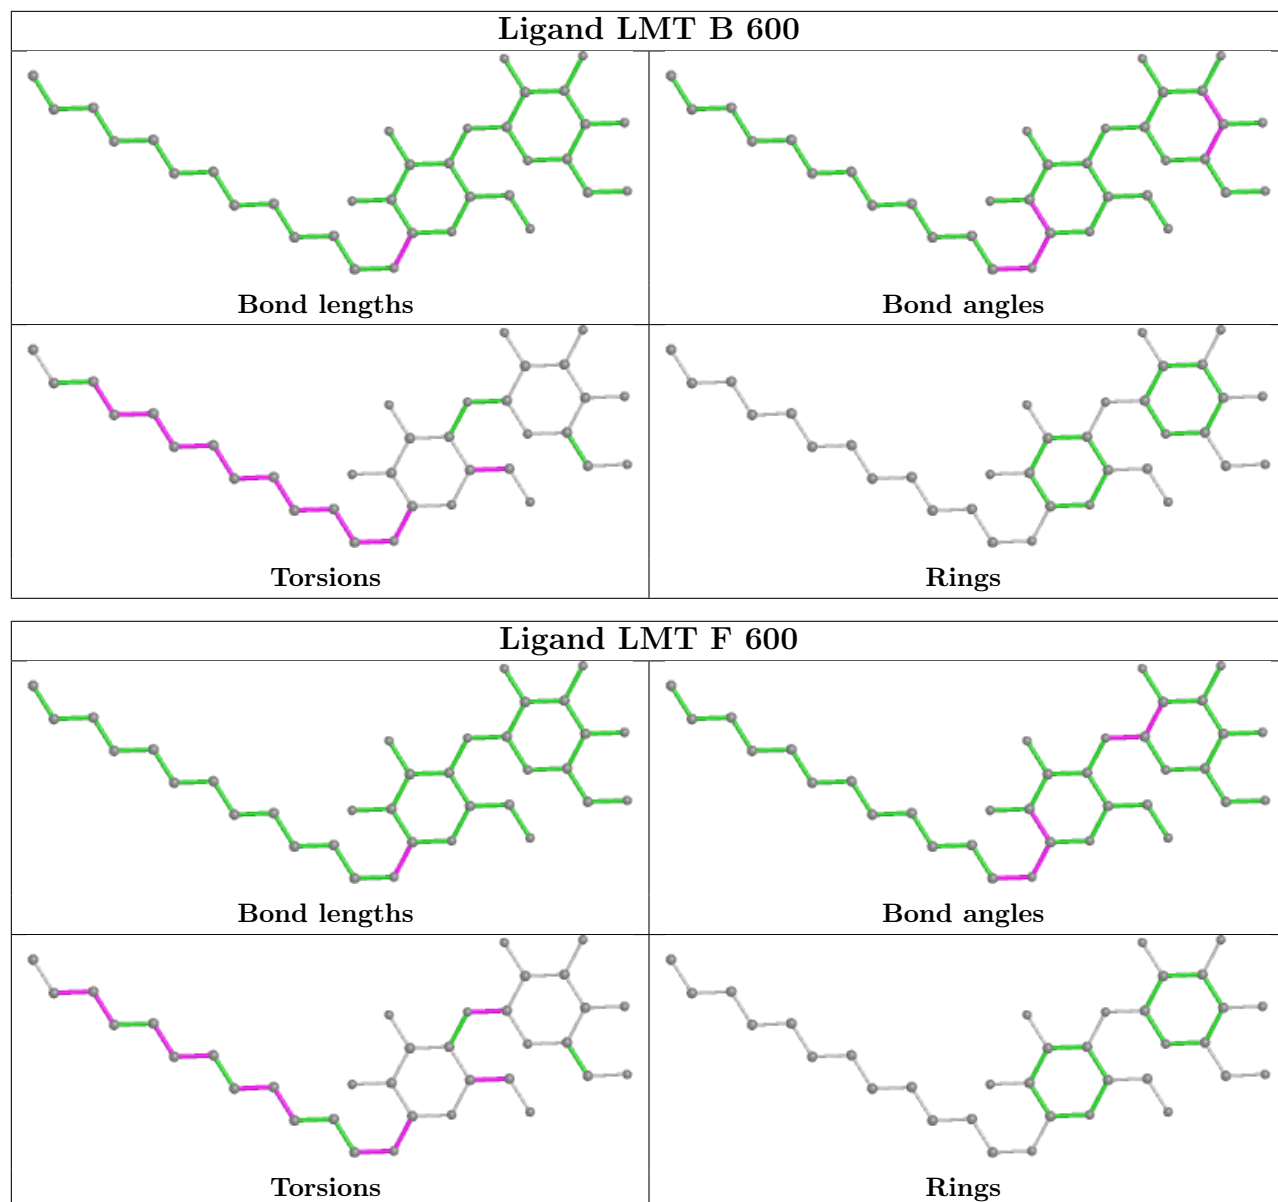 Ligand LMT B 600
Bond lengths
Bond angles
Torsions
Rings
Ligand LMT F 600
Bond lengths
Bond angles
Torsions
Rings